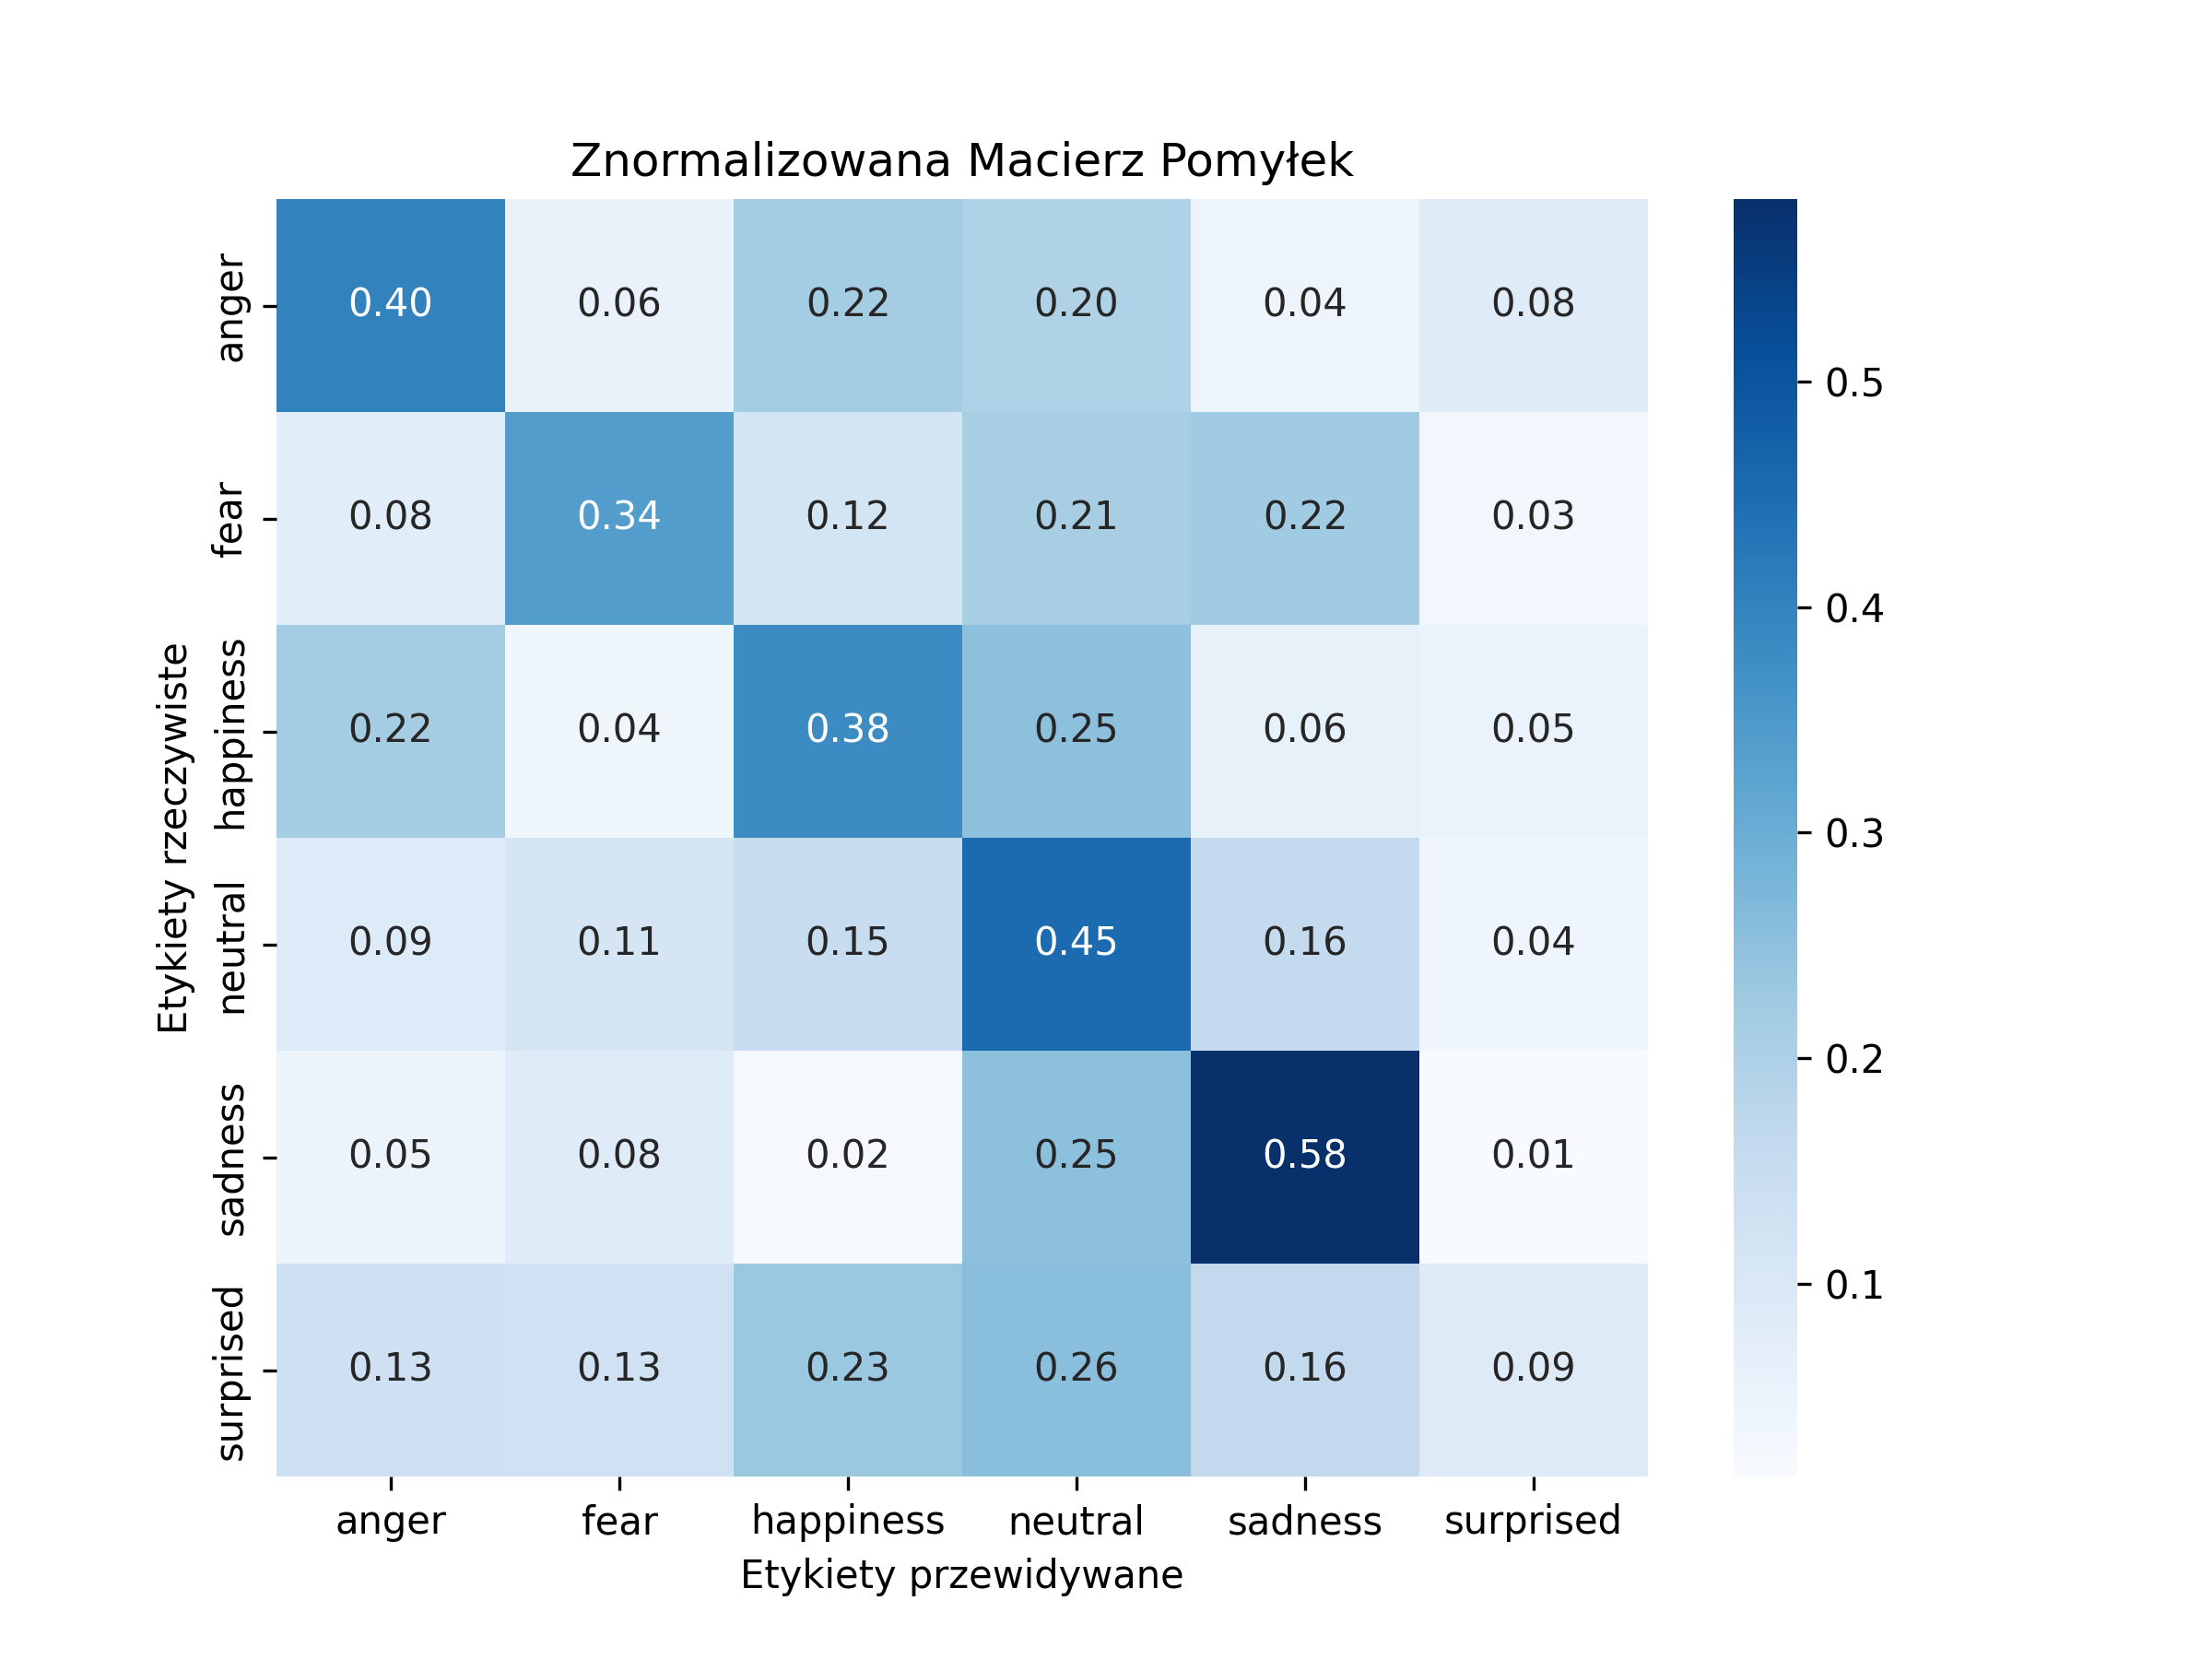 Znormalizowana Macierz Pomyłek
Etykiety rzeczywiste
anger 0.40 0.06 0.22 0.20 0.04 0.08
fear 0.08 0.34 0.12 0.21 0.22 0.03
happiness 0.22 0.04 0.38 0.25 0.06 0.05
neutral 0.09 0.11 0.15 0.45 0.16 0.04
sadness 0.05 0.08 0.02 0.25 0.58 0.01
surprised 0.13 0.13 0.23 0.26 0.16 0.09
anger fear happiness neutral sadness surprised
Etykiety przewidywane
0.5
0.4
0.3
0.2
0.1